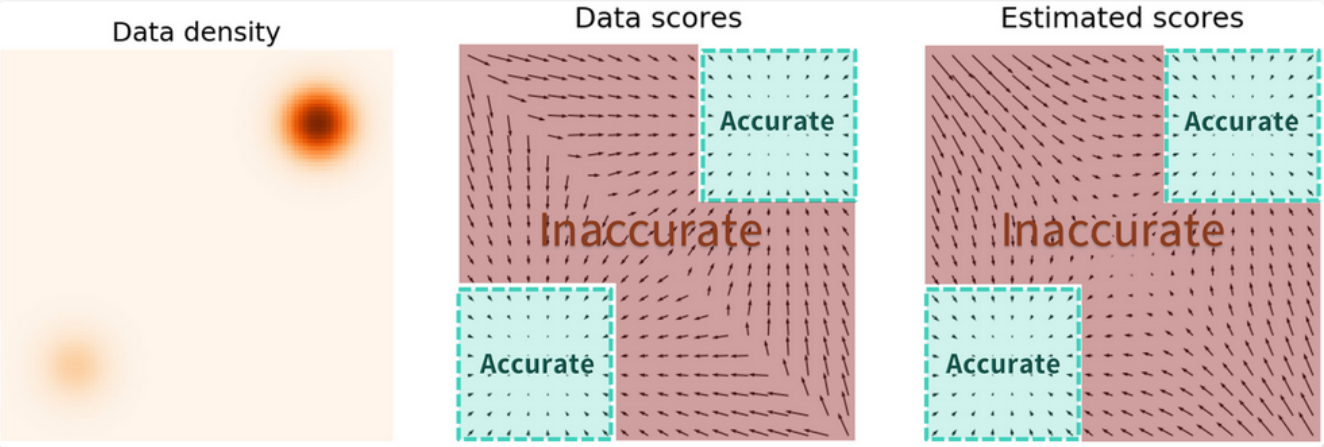 Data density
Data scores
Estimated scores
Accurate
Accurate
Inaccurate
Inaccurate
Accurate
Accurate